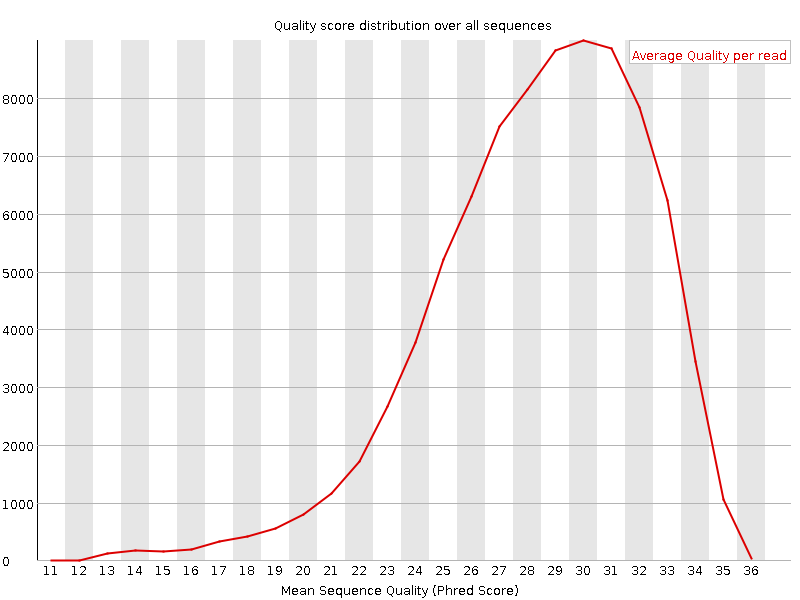 Quality score distribution over all sequences
Average Quality per read
8000
7000
6000
5000
4000
3000
2000
1000
0
11 12 13 14 15 16 17 18 19 20 21 22 23 24 25 26 27 28 29 30 31 32 33 34 35 36
Mean Sequence Quality (Phred Score)